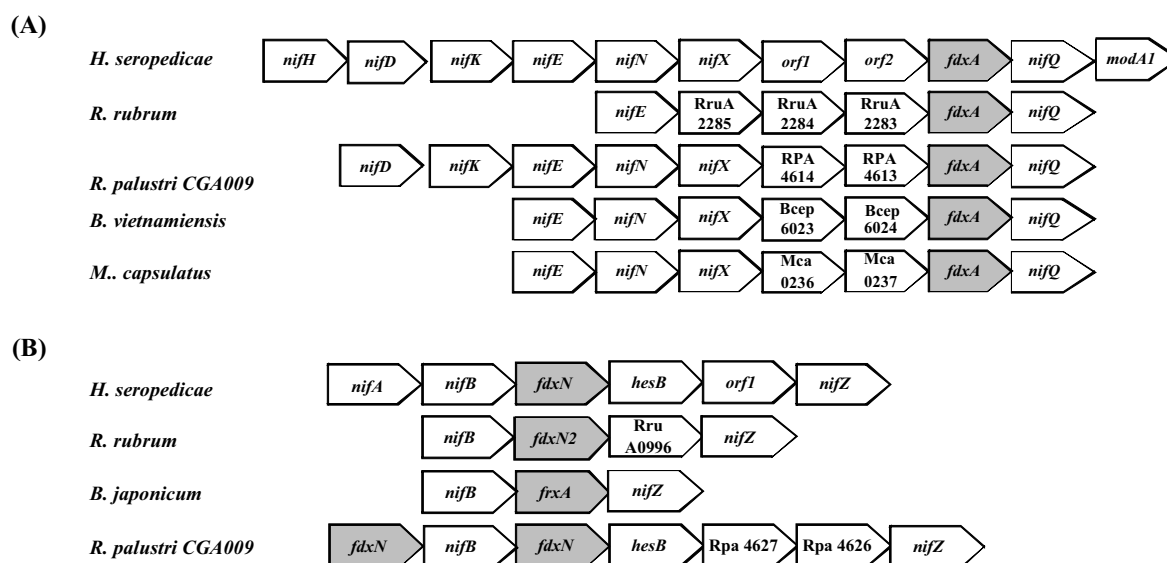 (A)
H. seropedicae nifH nifD nifK nifE nifN nifX orf1 orf2 fdxA nifQ modA1
R. rubrum nifE RruA 2285 RruA 2284 RruA 2283 fdxA nifQ
R. palustri CGA009 nifD nifK nifE nifN nifX RPA 4614 RPA 4613 fdxA nifQ
B. vietnamiensis nifE nifN nifX Bcep 6023 Bcep 6024 fdxA nifQ
M.. capsulatus nifE nifN nifX Mca 0236 Mca 0237 fdxA nifQ
(B)
H. seropedicae nifA nifB fdxN hesB orf1 nifZ
R. rubrum nifB fdxN2 Rru A0996 nifZ
B. japonicum nifB frxA nifZ
R. palustri CGA009 fdxN nifB fdxN hesB Rpa 4627 Rpa 4626 nifZ